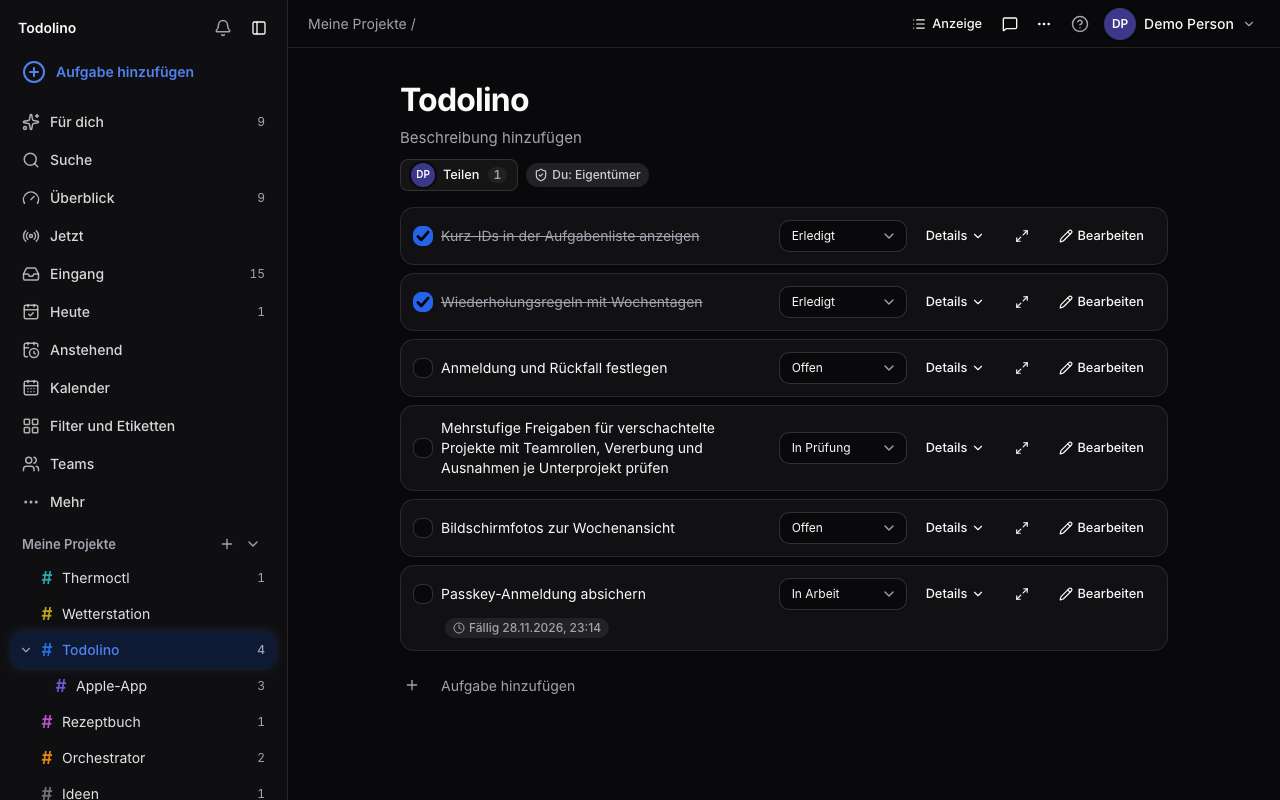 Todolino
Aufgabe hinzufügen
Für dich 9
Suche
Überblick 9
Jetzt
Eingang 15
Heute 1
Anstehend
Kalender
Filter und Etiketten
Teams
Mehr
Meine Projekte
# Thermoctl 1
# Wetterstation
# Todolino 4
# Apple-App 3
# Rezeptbuch 1
# Orchestrator 2
# Ideen 1
Meine Projekte / Anzeige DP Demo Person
Todolino
Beschreibung hinzufügen
DP Teilen 1 Du: Eigentümer
Kurz-IDs in der Aufgabenliste anzeigen Erledigt Details Bearbeiten
Wiederholungsregeln mit Wochentagen Erledigt Details Bearbeiten
Anmeldung und Rückfall festlegen Offen Details Bearbeiten
Mehrstufige Freigaben für verschachtelte
Projekte mit Teamrollen, Vererbung und In Prüfung Details Bearbeiten
Ausnahmen je Unterprojekt prüfen
Bildschirmfotos zur Wochenansicht Offen Details Bearbeiten
Passkey-Anmeldung absichern In Arbeit Details Bearbeiten
Fällig 28.11.2026, 23:14
Aufgabe hinzufügen